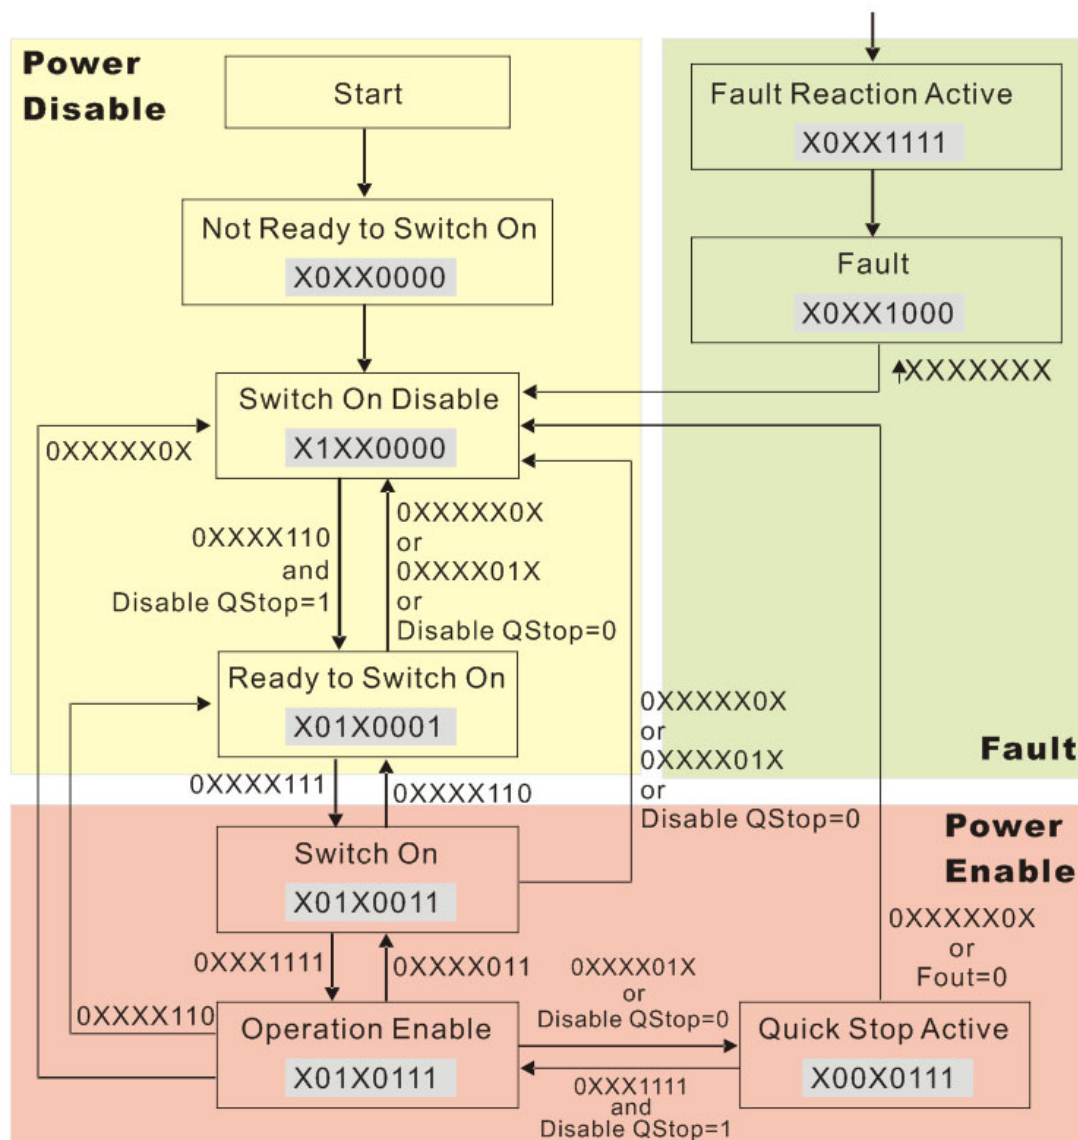 Power
Disable
Start
Not Ready to Switch On
X0XX0000
Switch On Disable
X1XX0000
0XXXXX0X
0XXXX110
and
Disable QStop=1
0XXXXX0X
or
0XXXX01X
or
Disable QStop=0
Ready to Switch On
X01X0001
0XXXX111
0XXXX110
Fault Reaction Active
X0XX1111
Fault
X0XX1000
XXXXXXX
Fault
0XXXXX0X
or
0XXXX01X
or
Disable QStop=0
Power
Enable
Switch On
X01X0011
0XXX1111
0XXXX011
0XXXX110
Operation Enable
X01X0111
0XXXX01X
or
Disable QStop=0
0XXX1111
and
Disable QStop=1
0XXXXX0X
or
Fout=0
Quick Stop Active
X00X0111